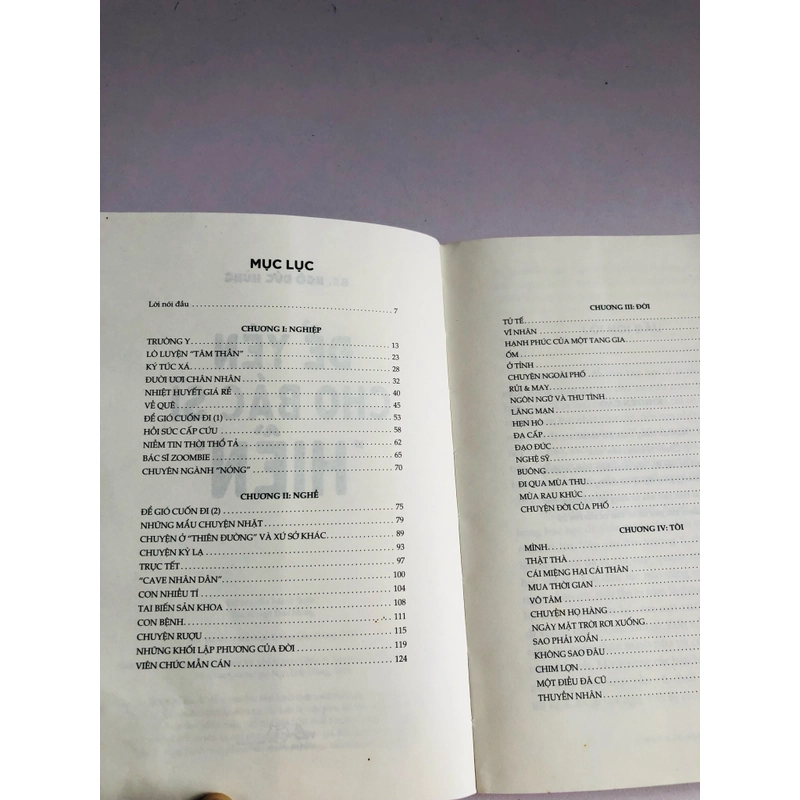 MỤC LỤC
Lời nói đầu ........ 7
CHƯƠNG I: NGHIỆP
TRƯỜNG Y ........ 13
LÒ LUYỆN "TÂM THẦN" ........ 23
KÝ TÚC XÁ ........ 28
ĐƯỜI ƯƠI CHÂN NHÂN ........ 32
NHIỆT HUYẾT GIÁ RẺ ........ 40
VỀ QUÊ ........ 45
ĐỂ GIÓ CUỐN ĐI (1) ........ 53
HỒI SỨC CẤP CỨU ........ 58
NIỀM TIN THỜI THỔ TẢ ........ 62
BÁC SĨ ZOOMBIE ........ 65
CHUYÊN NGÀNH "NÓNG" ........ 70
CHƯƠNG II: NGHỀ
ĐỂ GIÓ CUỐN ĐI (2) ........ 75
NHỮNG MẨU CHUYỆN NHẶT ........ 79
CHUYỆN Ở "THIÊN ĐƯỜNG" VÀ XỨ SỞ KHÁC ........ 89
CHUYỆN KỲ LẠ ........ 93
TRỰC TẾT ........ 97
"CAVE NHÂN DÂN" ........ 100
CON NHIỀU TÍ ........ 104
TAI BIẾN SẢN KHOA ........ 108
CON BỆNH ........ 111
CHUYỆN RƯỢU ........ 115
NHỮNG KHỐI LẬP PHƯƠNG CỦA ĐỜI ........ 119
VIÊN CHỨC MẪN CÁN ........ 124
CHƯƠNG III: ĐỜI
TỬ TẾ ........
VĨ NHÂN ........
HẠNH PHÚC CỦA MỘT TANG GIA ........
ỐM ........
Ở TỈNH ........
CHUYỆN NGOÀI PHỐ ........
RỦI & MAY ........
NGÔN NGỮ VÀ THƯ TÌNH ........
LÃNG MẠN ........
HẸN HÒ ........
ĐA CẤP ........
ĐẠO ĐỨC ........
NGHỆ SỸ ........
BUÔNG ........
ĐI QUA MÙA THU ........
MÙA RAU KHÚC ........
CHUYỆN ĐỜI CỦA PHỐ ........
CHƯƠNG IV: TÔI
MÌNH ........
THẬT THÀ ........
CÁI MIỆNG HẠI CÁI THÂN ........
MUA THỜI GIAN ........
VÔ TÂM ........
CHUYỆN HỌ HÀNG ........
NGÀY MẶT TRỜI RƠI XUỐNG ........
SAO PHẢI XOẮN ........
KHÔNG SAO ĐÂU ........
CHIM LỢN ........
MỘT ĐIỀU ĐÃ CŨ ........
THUYỀN NHÂN ........